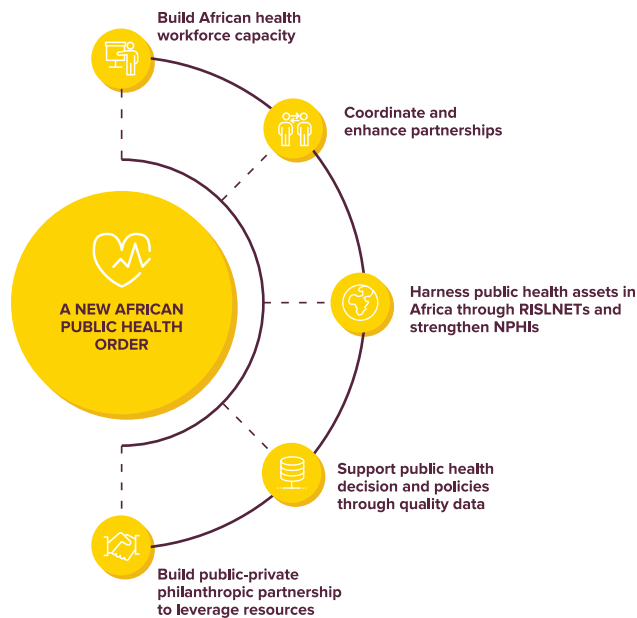 Build African health
workforce capacity
Coordinate and
enhance partnerships
A NEW AFRICAN
PUBLIC HEALTH
ORDER
Harness public health assets in
Africa through RISLNETs and
strengthen NPHIs
Support public health
decision and policies
through quality data
Build public-private
philanthropic partnership
to leverage resources